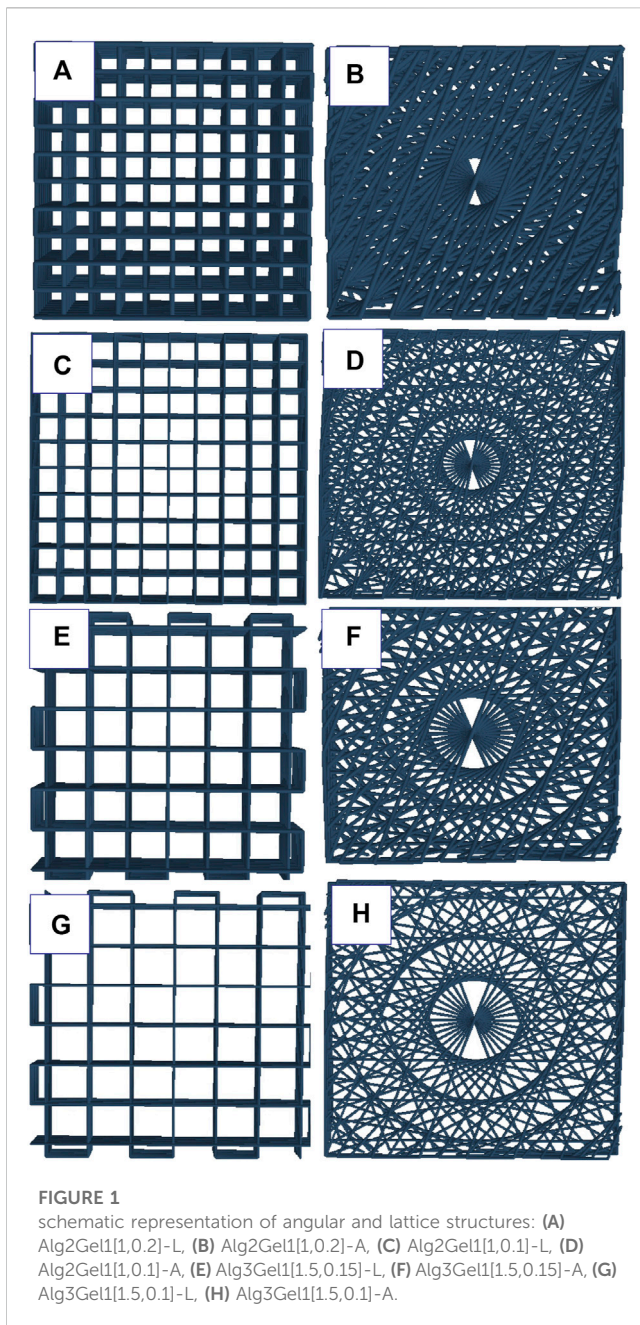 A
B
C
D
E
F
G
H
FIGURE 1
schematic representation of angular and lattice structures: (A)
Alg2Gel1[1,0.2]-L, (B) Alg2Gel1[1,0.2]-A, (C) Alg2Gel1[1,0.1]-L, (D)
Alg2Gel1[1,0.1]-A, (E) Alg3Gel1[1.5,0.15]-L, (F) Alg3Gel1[1.5,0.15]-A, (G)
Alg3Gel1[1.5,0.1]-L, (H) Alg3Gel1[1.5,0.1]-A.